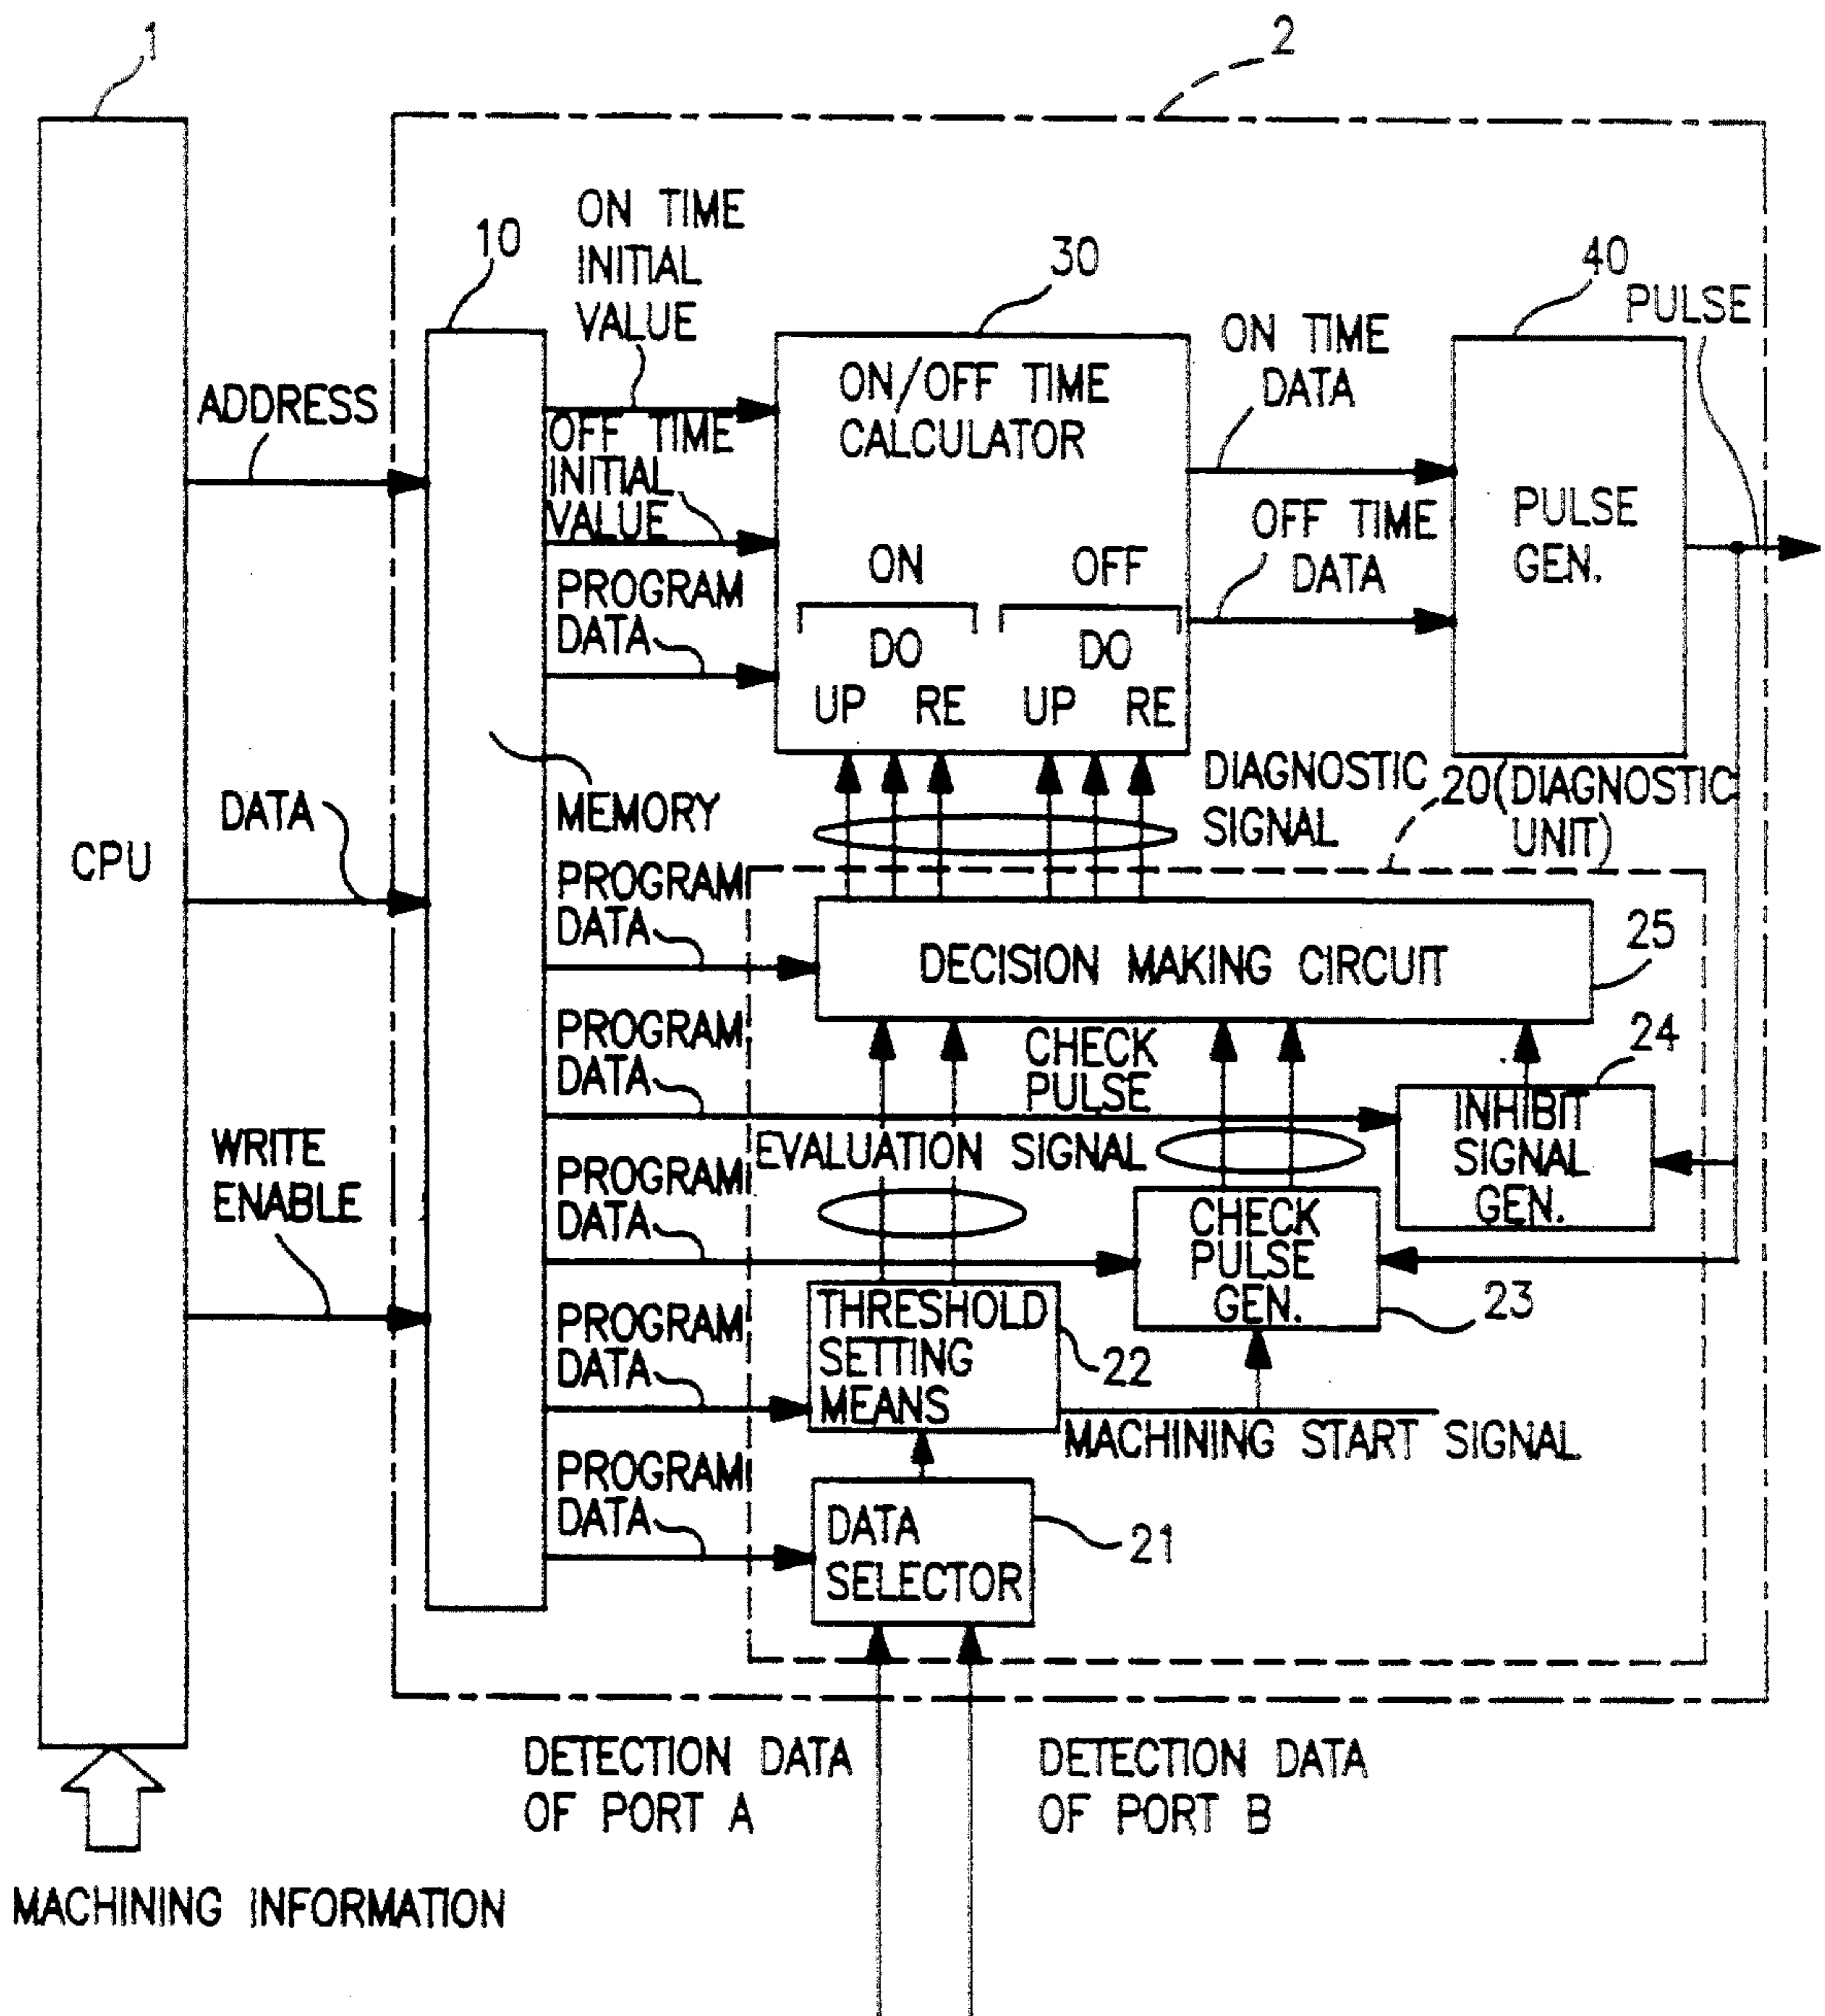 1
2
ON TIME
INITIAL
VALUE
10
30
40
PULSE
ADDRESS
ON/OFF TIME
CALCULATOR
ON TIME
DATA
OFF TIME
INITIAL
VALUE
PULSE
GEN.
OFF TIME
DATA
ON
OFF
PROGRAM
DATA
DO
DO
UP
RE
UP
RE
DIAGNOSTIC
SIGNAL
20(DIAGNOSTIC
UNIT)
DATA
MEMORY
CPU
PROGRAM
DATA
DECISION MAKING CIRCUIT
25
PROGRAM
DATA
CHECK
PULSE
24
INHIBIT
SIGNAL
GEN.
WRITE
ENABLE
EVALUATION SIGNAL
PROGRAM
DATA
CHECK
PULSE
GEN.
23
THRESHOLD
SETTING
MEANS
22
PROGRAM
DATA
MACHINING START SIGNAL
PROGRAM
DATA
DATA
SELECTOR
21
DETECTION DATA
OF PORT A
DETECTION DATA
OF PORT B
MACHINING INFORMATION